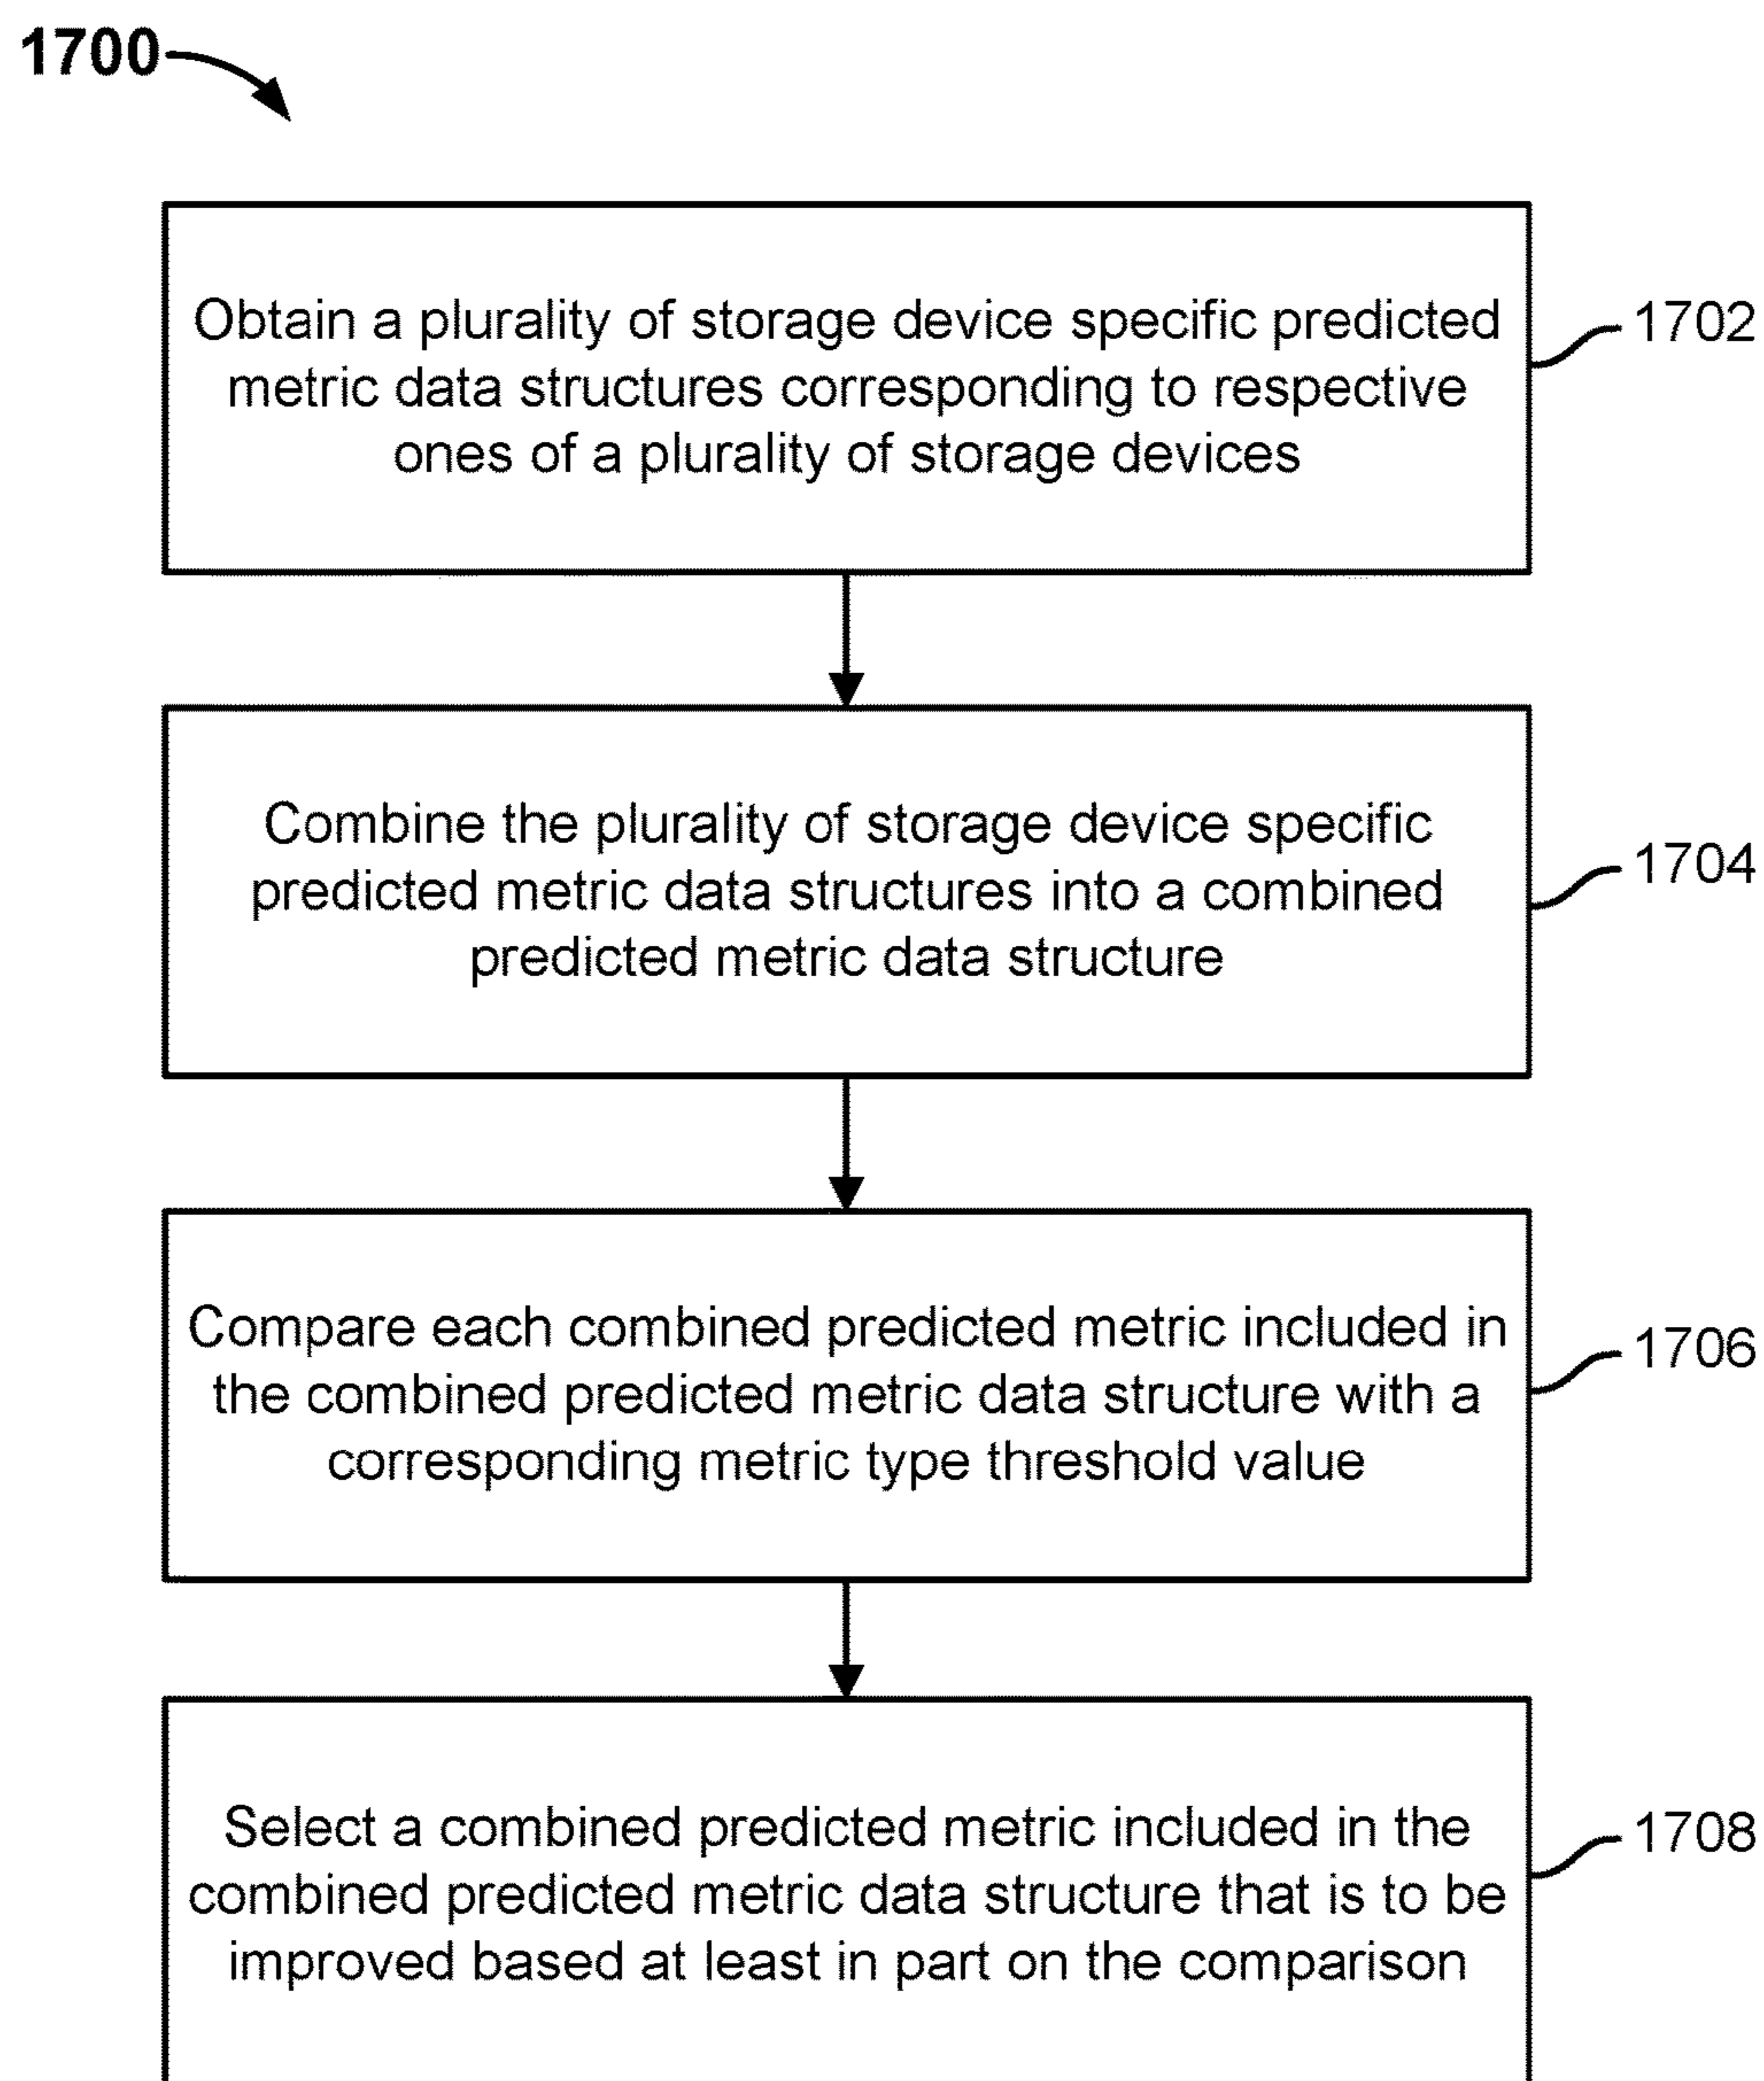 1700
Obtain a plurality of storage device specific predicted
metric data structures corresponding to respective
ones of a plurality of storage devices
1702
Combine the plurality of storage device specific
predicted metric data structures into a combined
predicted metric data structure
1704
Compare each combined predicted metric included in
the combined predicted metric data structure with a
corresponding metric type threshold value
1706
Select a combined predicted metric included in the
combined predicted metric data structure that is to be
improved based at least in part on the comparison
1708